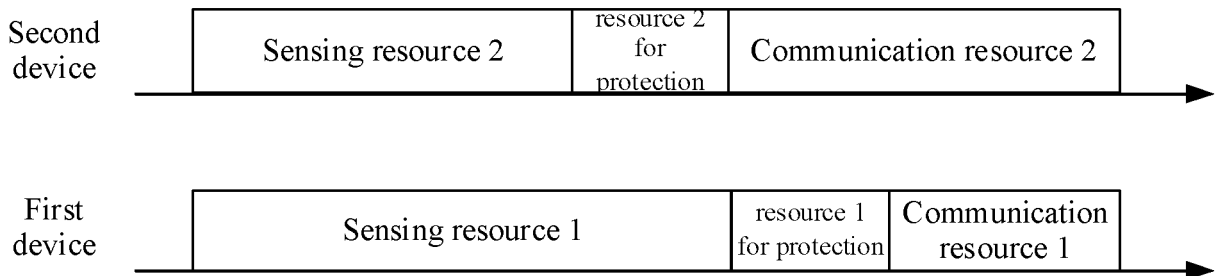 Second
device
Sensing resource 2
resource 2
for
protection
Communication resource 2
First
device
Sensing resource 1
resource 1
for protection
Communication
resource 1